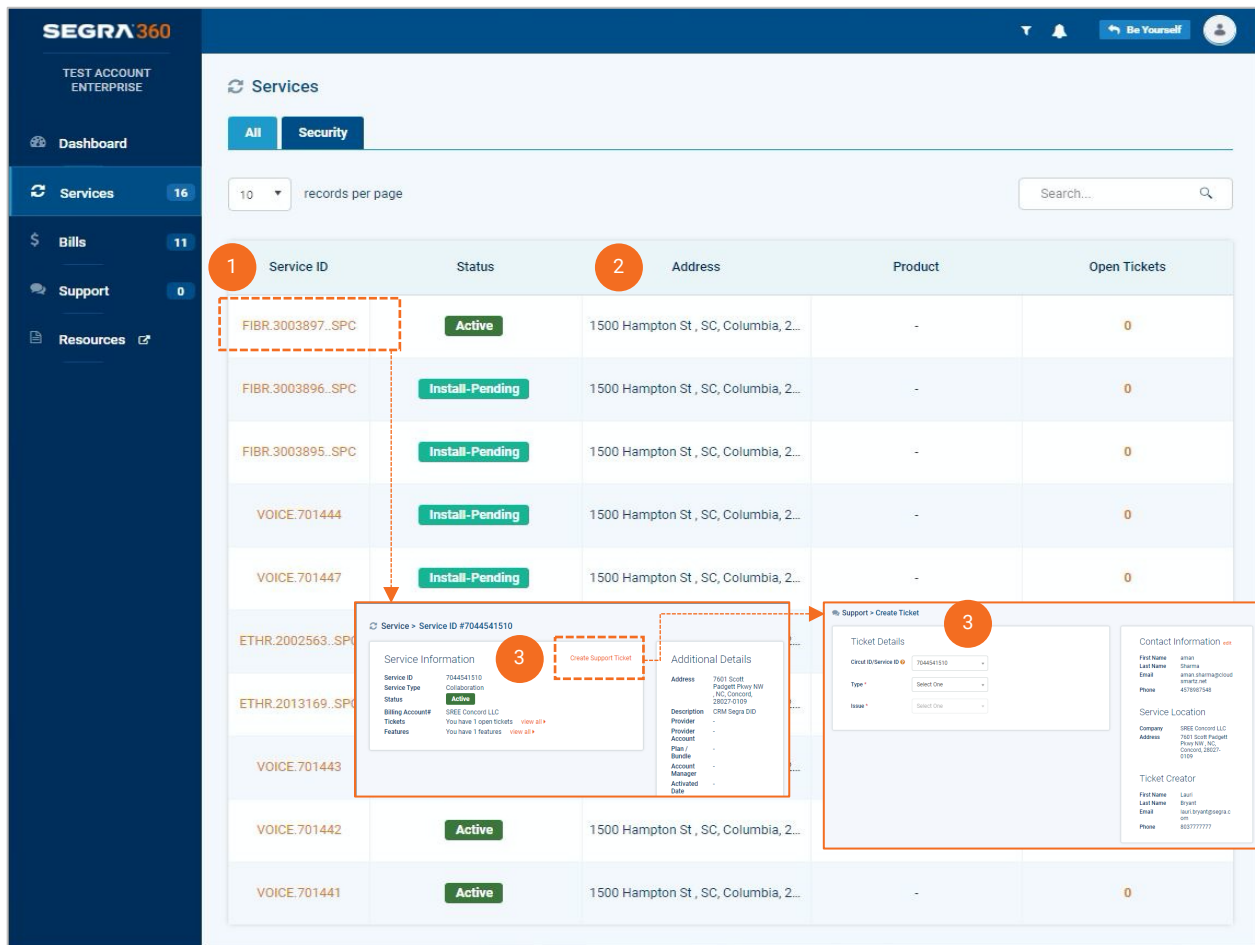 SEGRA 360
Be Yourself
TEST ACCOUNT
ENTERPRISE
Dashboard
Services 16
Bills 11
Support 0
Resources
Services
All Security
10 records per page
Search...
1 Service ID Status 2 Address Product Open Tickets
FIBR.3003897..SPC Active 1500 Hampton St , SC, Columbia, 2... - 0
FIBR.3003896..SPC Install-Pending 1500 Hampton St , SC, Columbia, 2... - 0
FIBR.3003895..SPC Install-Pending 1500 Hampton St , SC, Columbia, 2... - 0
VOICE.701444 Install-Pending 1500 Hampton St , SC, Columbia, 2... - 0
VOICE.701447 Install-Pending 1500 Hampton St , SC, Columbia, 2... - 0
ETHR.2002563..SPC
ETHR.2013169..SPC
VOICE.701443
VOICE.701442 Active 1500 Hampton St , SC, Columbia, 2...
VOICE.701441 Active 1500 Hampton St , SC, Columbia, 2... - 0
Service > Service ID #7044541510
Service Information 3 Create Support Ticket
Service ID 7044541510
Service Type Collaboration
Status Active
Billing Account# SREE Concord LLC
Tickets You have 1 open tickets view all
Features You have 1 features view all
Additional Details
Address 7601 Scott
Padgett Pkwy NW
, NC, Concord,
28027-0109
Description CRM Segra DID
Provider -
Provider -
Account
Plan / -
Bundle
Account -
Manager
Activated -
Date
Support > Create Ticket
3
Ticket Details
Circut ID/Service ID 7044541510
Type * Select One
Issue * Select One
Contact Information edit
First Name aman
Last Name Sharma
Email aman.sharma@cloud
smartz.net
Phone 4578987548
Service Location
Company SREE Concord LLC
Address 7601 Scott Padgett
Pkwy NW , NC,
Concord, 28027-
0109
Ticket Creator
First Name Lauri
Last Name Bryant
Email lauri.bryant@segra.c
om
Phone 8037777777